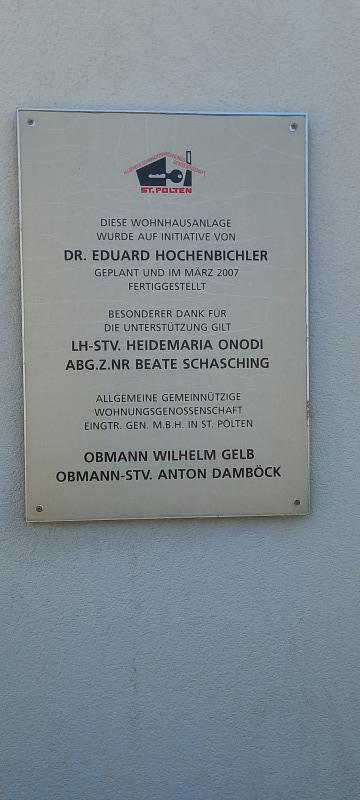 ST. PÖLTEN
DIESE WOHNHAUSANLAGE
WURDE AUF INITIATIVE VON
DR. EDUARD HOCHENBICHLER
GEPLANT UND IM MÄRZ 2007
FERTIGGESTELLT
BESONDERER DANK FÜR
DIE UNTERSTÜTZUNG GILT
LH-STV. HEIDEMARIA ONODI
ABG.Z.NR BEATE SCHASCHING
ALLGEMEINE GEMEINNÜTZIGE
WOHNUNGSGENOSSENSCHAFT
EINGTR. GEN. M.B.H. IN ST. PÖLTEN
OBMANN WILHELM GELB
OBMANN-STV. ANTON DAMBÖCK